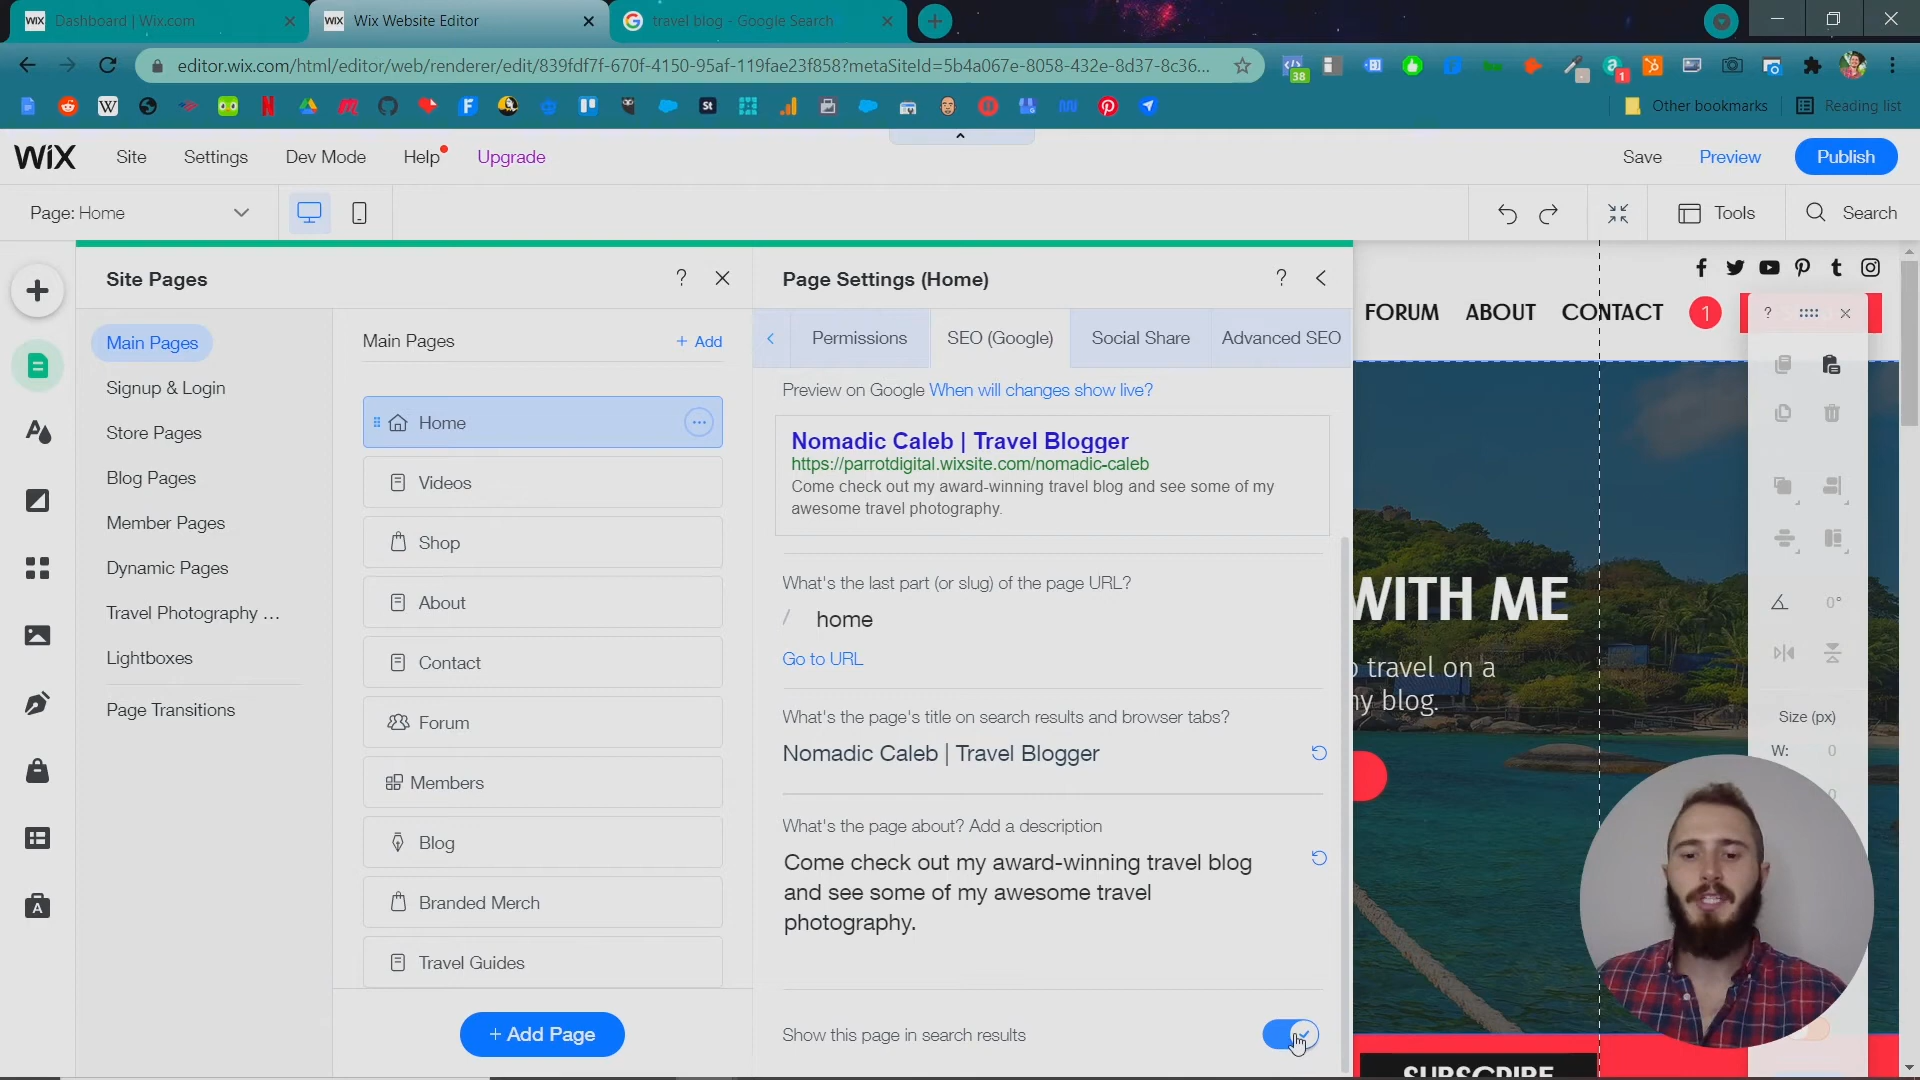 WiX Dashboard | Wix.com
WiX Wix Website Editor
travel blog - Google Search
editor.wix.com/html/editor/web/renderer/edit/839fdf7f-670f-4150-95af-119fae23f858?metaSiteId=5b4a067e-8058-432e-8d37-8c36...
38
1
Other bookmarks
Reading list
WiX
Site
Settings
Dev Mode
Help
Upgrade
Save
Preview
Publish
Page: Home
Tools
Search
Site Pages
?
Main Pages
Signup & Login
Store Pages
Blog Pages
Member Pages
Dynamic Pages
Travel Photography ...
Lightboxes
Page Transitions
Main Pages
+ Add
Home
Videos
Shop
About
Contact
Forum
Members
Blog
Branded Merch
Travel Guides
+ Add Page
Page Settings (Home)
?
Permissions
SEO (Google)
Social Share
Advanced SEO
Preview on Google When will changes show live?
Nomadic Caleb | Travel Blogger
https://parrotdigital.wixsite.com/nomadic-caleb
Come check out my award-winning travel blog and see some of my
awesome travel photography.
What's the last part (or slug) of the page URL?
/ home
Go to URL
What's the page's title on search results and browser tabs?
Nomadic Caleb | Travel Blogger
What's the page about? Add a description
Come check out my award-winning travel blog
and see some of my awesome travel
photography.
Show this page in search results
FORUM
ABOUT
CONTACT
1
?
WITH ME
travel on a
my blog.
0°
Size (px)
W: 0
SUBSCRIBE